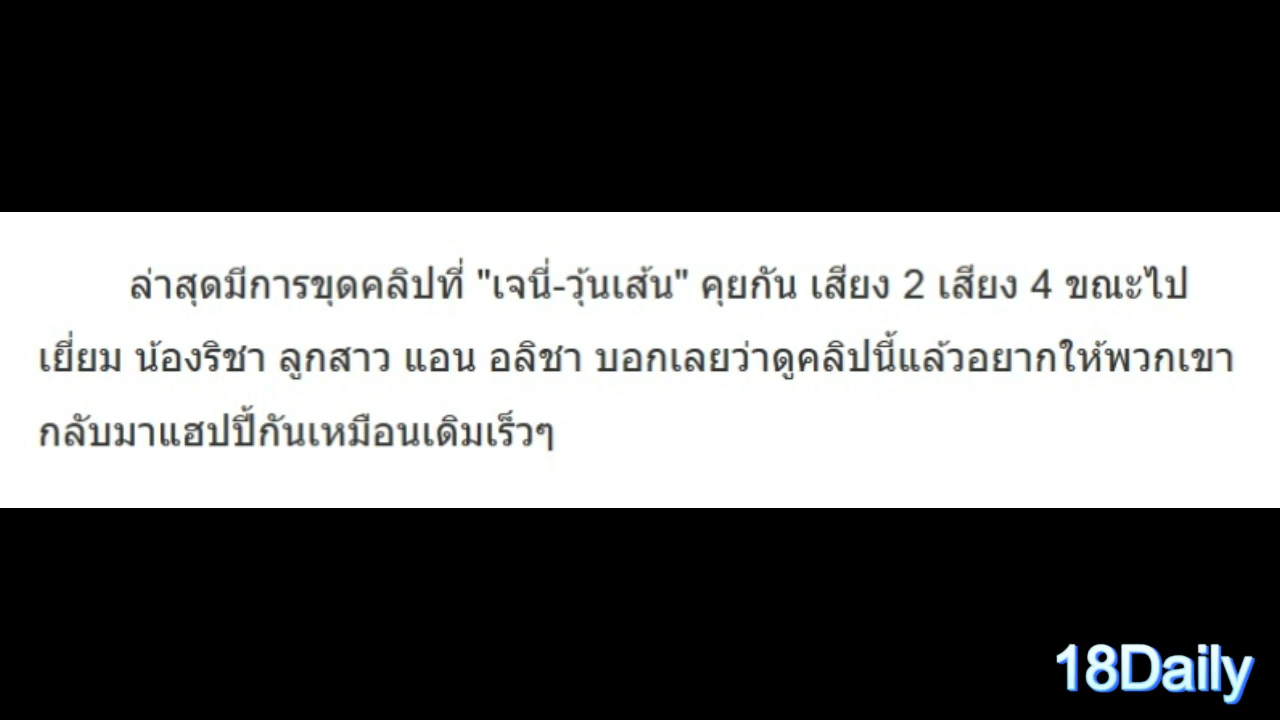 ล่าสุดมีการขุดคลิปที่ "เจนี่-วุ้นเส้น" คุยกัน เสียง 2 เสียง 4 ขณะไป
เยี่ยม น้องริชา ลูกสาว แอน อลิชา บอกเลยว่าดูคลิปนี้แล้วอยากให้พวกเขา
กลับมาแฮปปี้กันเหมือนเดิมเร็วๆ
18Daily